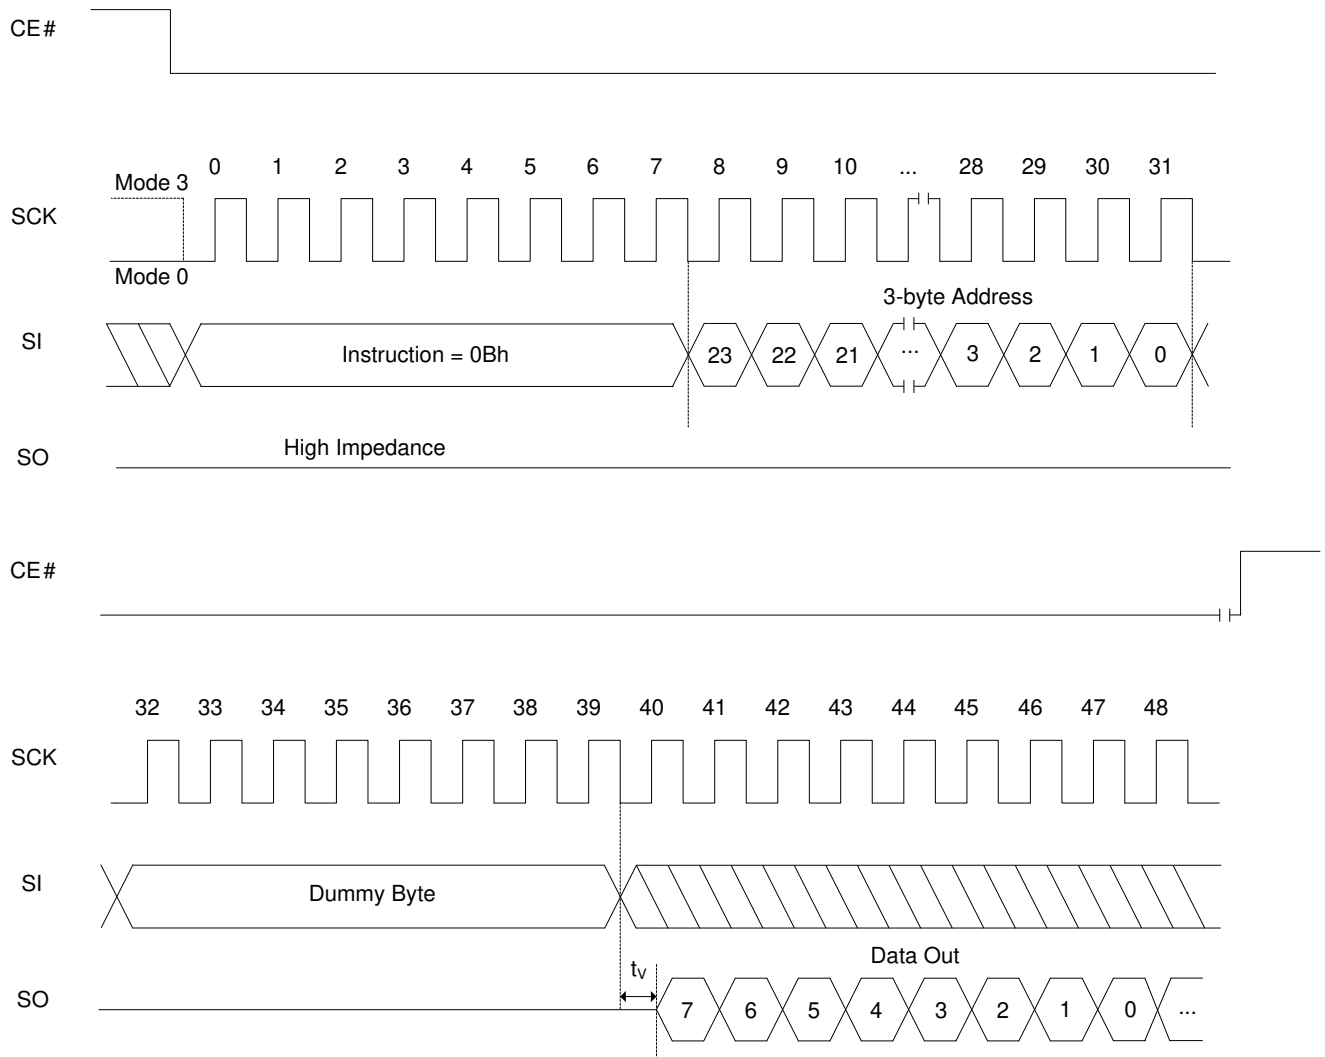 CE#
0 1 2 3 4 5 6 7 8 9 10 ... 28 29 30 31
Mode 3
SCK
Mode 0
3-byte Address
SI Instruction = 0Bh 23 22 21 ... 3 2 1 0
High Impedance
SO
CE#
32 33 34 35 36 37 38 39 40 41 42 43 44 45 46 47 48
SCK
SI Dummy Byte
Data Out
tV
SO 7 6 5 4 3 2 1 0 ...